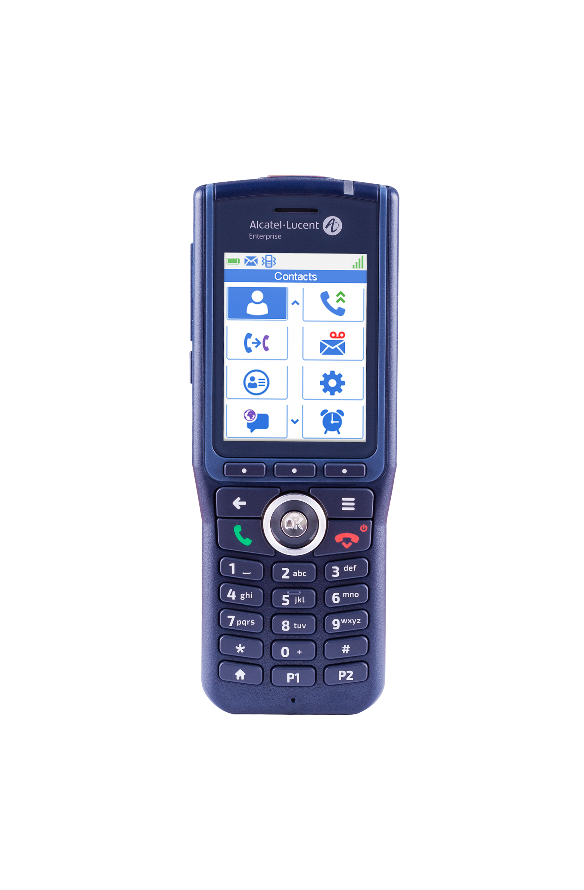 Alcatel·Lucent
Enterprise
Contacts
OK
1 2 abc 3 def
4 ghi 5 jkl 6 mno
7 pqrs 8 tuv 9 wxyz
* 0 + #
P1 P2